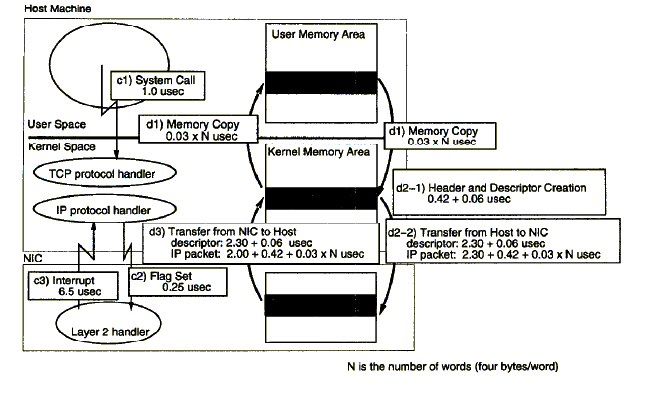 Host Machine
User Memory Area
c1) System Call
1.0 usec
User Space
d1) Memory Copy
0.03 x N usec
d1) Memory Copy
0.03 x N usec
Kernel Space
Kernel Memory Area
TCP protocol handler
d2-1) Header and Descriptor Creation
0.42 + 0.06 usec
IP protocol handler
d3) Transfer from NIC to Host
descriptor: 2.30 + 0.06 usec
IP packet: 2.00 + 0.42 + 0.03 x N usec
d2-2) Transfer from Host to NIC
descriptor: 2.30 + 0.06 usec
IP packet: 2.30 + 0.42 + 0.03 x N usec
NIC
c3) Interrupt
6.5 usec
c2) Flag Set
0.25 usec
Layer 2 handler
N is the number of words (four bytes/word)